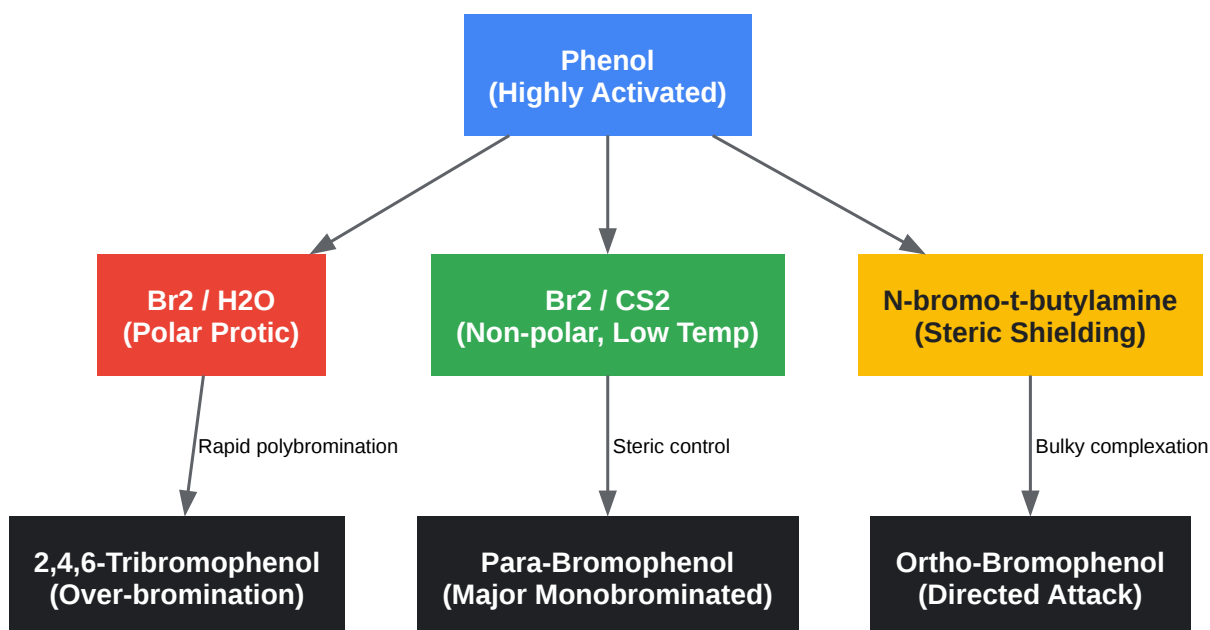 Phenol
(Highly Activated)
Br2 / H2O
(Polar Protic)
Br2 / CS2
(Non-polar, Low Temp)
N-bromo-t-butylamine
(Steric Shielding)
Rapid polybromination
Steric control
Bulky complexation
2,4,6-Tribromophenol
(Over-bromination)
Para-Bromophenol
(Major Monobrominated)
Ortho-Bromophenol
(Directed Attack)